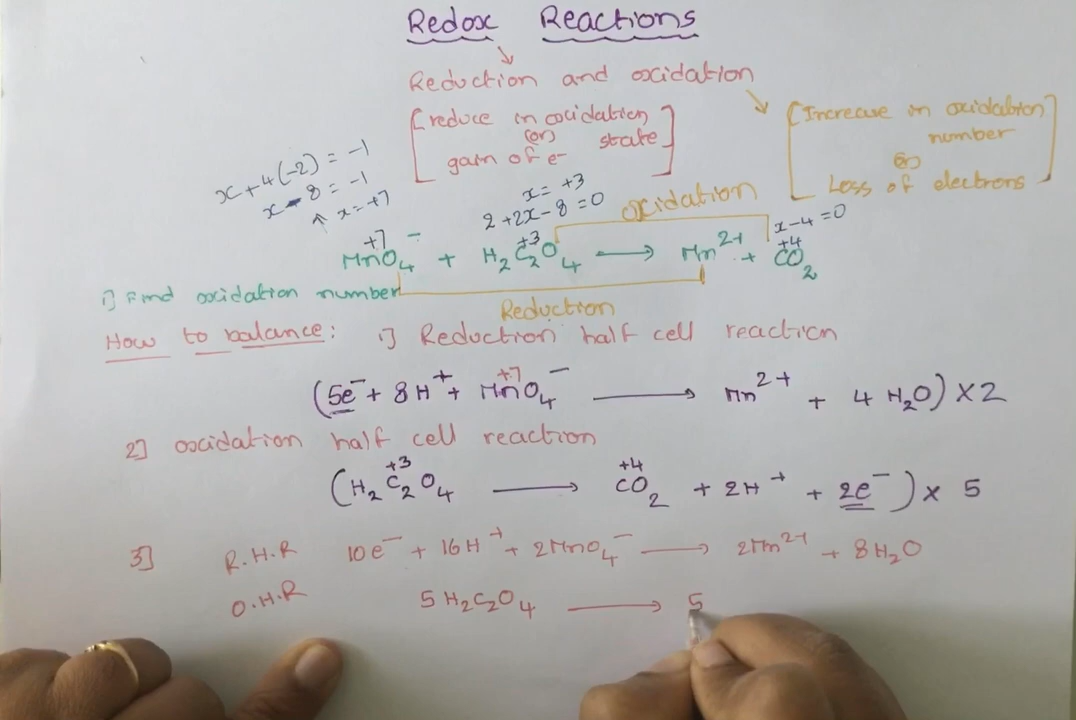 Redox Reactions
↓
Reduction and oxidation
[reduce in oxidation
(or) state]
gain of e⁻
[Increase in oxidation
number
(or)
Loss of electrons]
x+4(-2) = -1
x-8 = -1
↑ x=+7
x= +3
2+2x-8=0
oxidation
x-4=0
+7 +3 +4
MnO₄⁻ + H₂C₂O₄ → Mn²⁺ + CO₂
1) Find oxidation number
Reduction
How to balance: 1) Reduction half cell reaction
+7
(5e⁻ + 8H⁺ + MnO₄⁻ → Mn²⁺ + 4H₂O) X 2
2] oxidation half cell reaction
+3 +4
(H₂C₂O₄ → CO₂ + 2H⁺ + 2e⁻) x 5
3] R.H.R 10e⁻ + 16H⁺ + 2MnO₄⁻ → 2Mn²⁺ + 8H₂O
O.H.R 5H₂C₂O₄ → 5